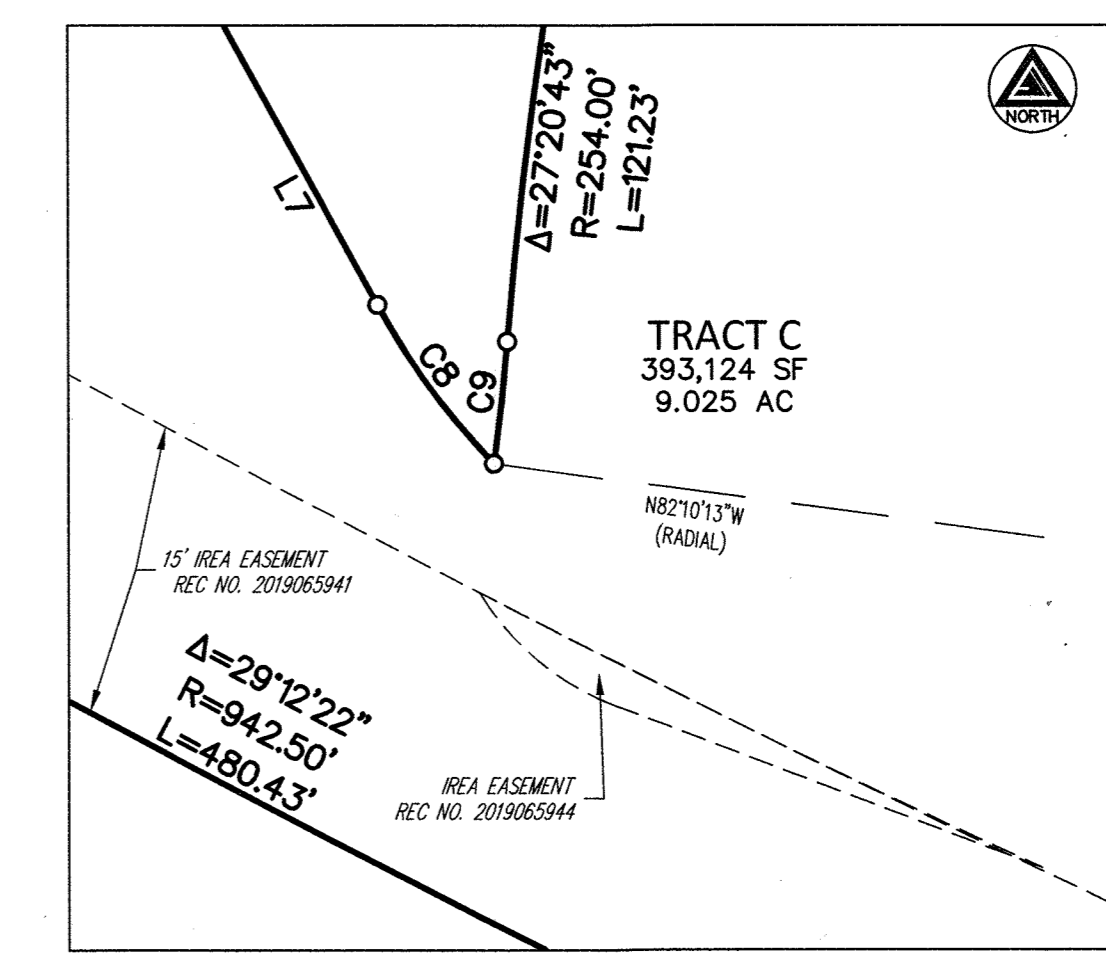 Δ=27°20'43"
R=254.00'
L=121.23'
NORTH
L7
C8
C9
TRACT C
393,124 SF
9.025 AC
N82°10'13"W
(RADIAL)
15' IREA EASEMENT
REC NO. 2019065941
Δ=29°12'22"
R=942.50'
L=480.43'
IREA EASEMENT
REC NO. 2019065944